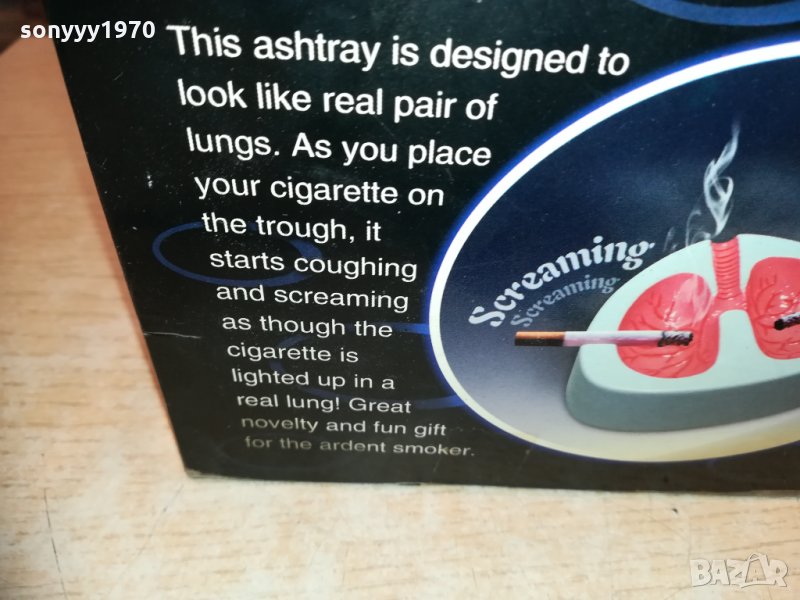 sonyyy1970
This ashtray is designed to
look like real pair of
lungs. As you place
your cigarette on
the trough, it
starts coughing
and screaming
as though the
cigarette is
lighted up in a
real lung! Great
novelty and fun gift
for the ardent smoker.
Screaming
Screaming
BAZAR